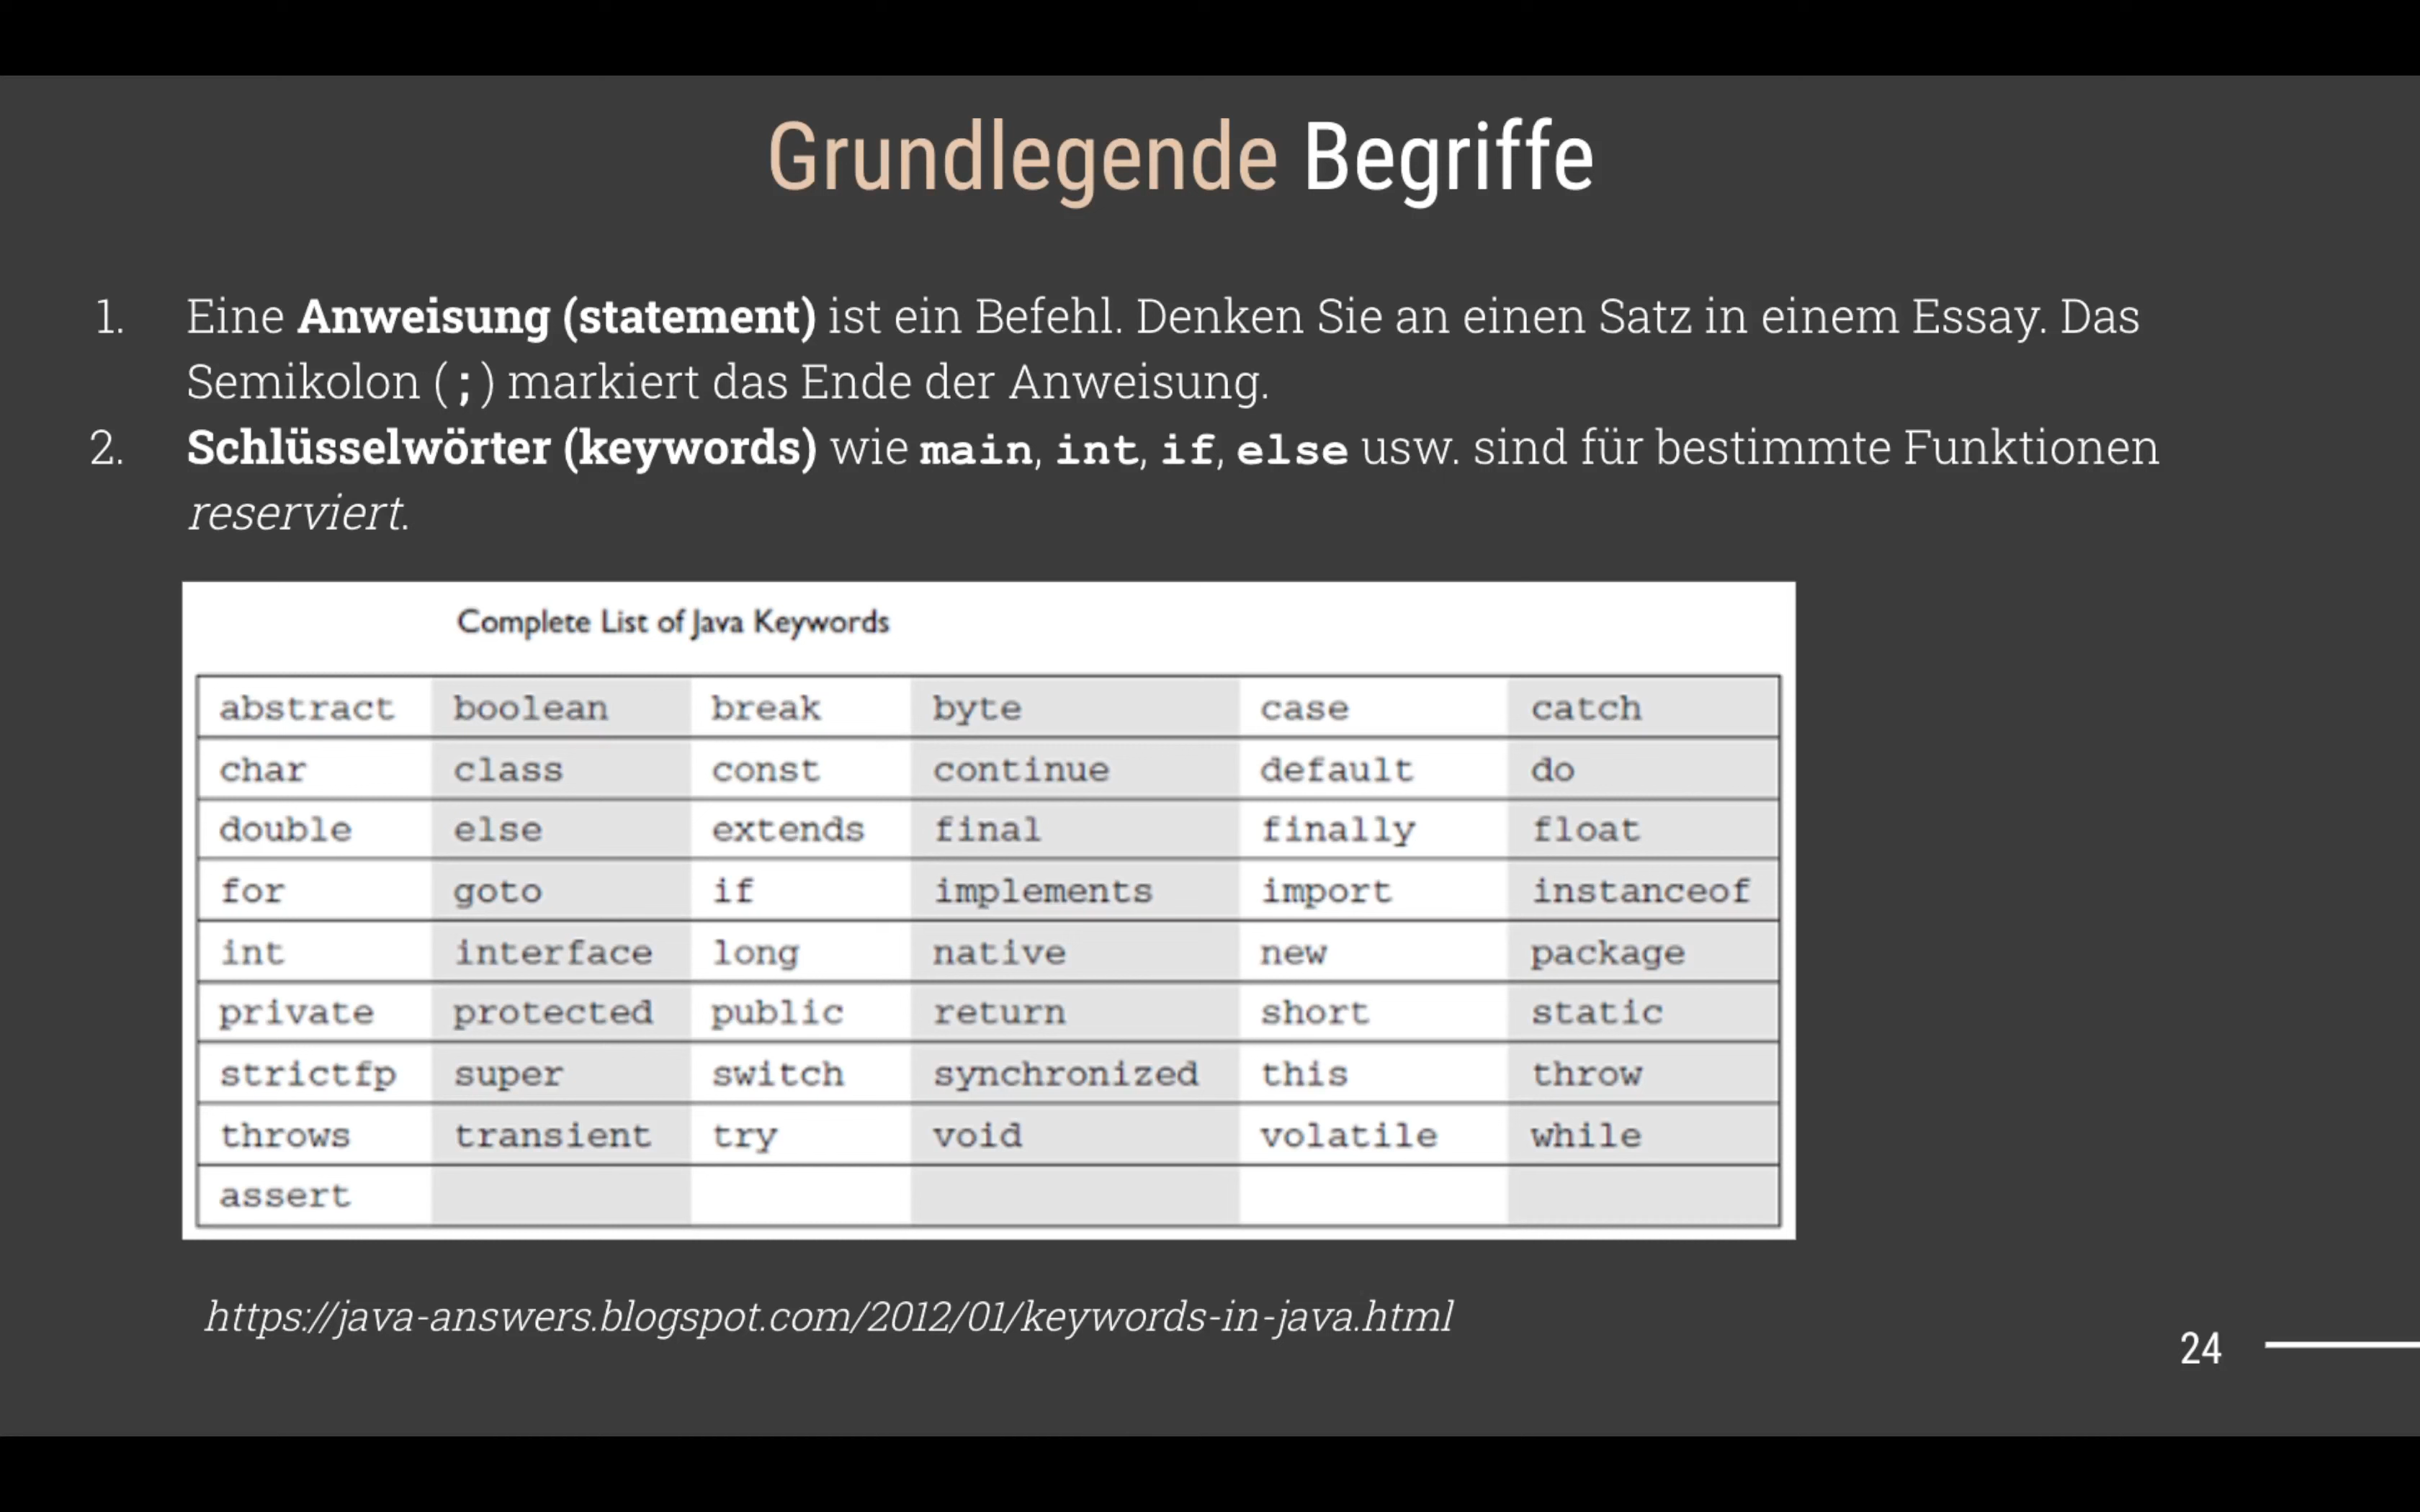 Grundlegende Begriffe
1. Eine Anweisung (statement) ist ein Befehl. Denken Sie an einen Satz in einem Essay. Das
Semikolon (;) markiert das Ende der Anweisung.
2. Schlüsselwörter (keywords) wie main, int, if, else usw. sind für bestimmte Funktionen
reserviert.
Complete List of Java Keywords
abstract boolean break byte case catch
char class const continue default do
double else extends final finally float
for goto if implements import instanceof
int interface long native new package
private protected public return short static
strictfp super switch synchronized this throw
throws transient try void volatile while
assert
https://java-answers.blogspot.com/2012/01/keywords-in-java.html
24